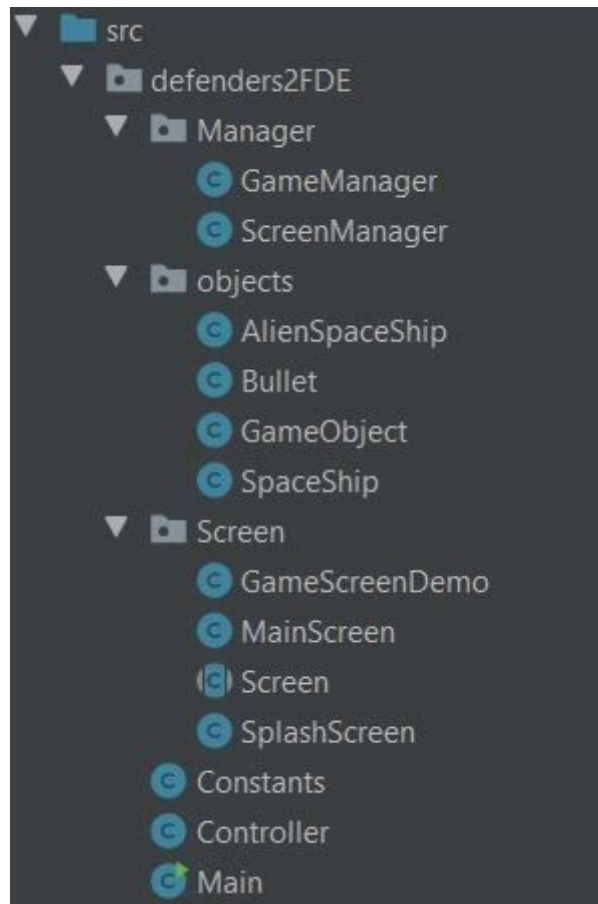 src
defenders2FDE
Manager
GameManager
ScreenManager
objects
AlienSpaceShip
Bullet
GameObject
SpaceShip
Screen
GameScreenDemo
MainScreen
Screen
SplashScreen
Constants
Controller
Main